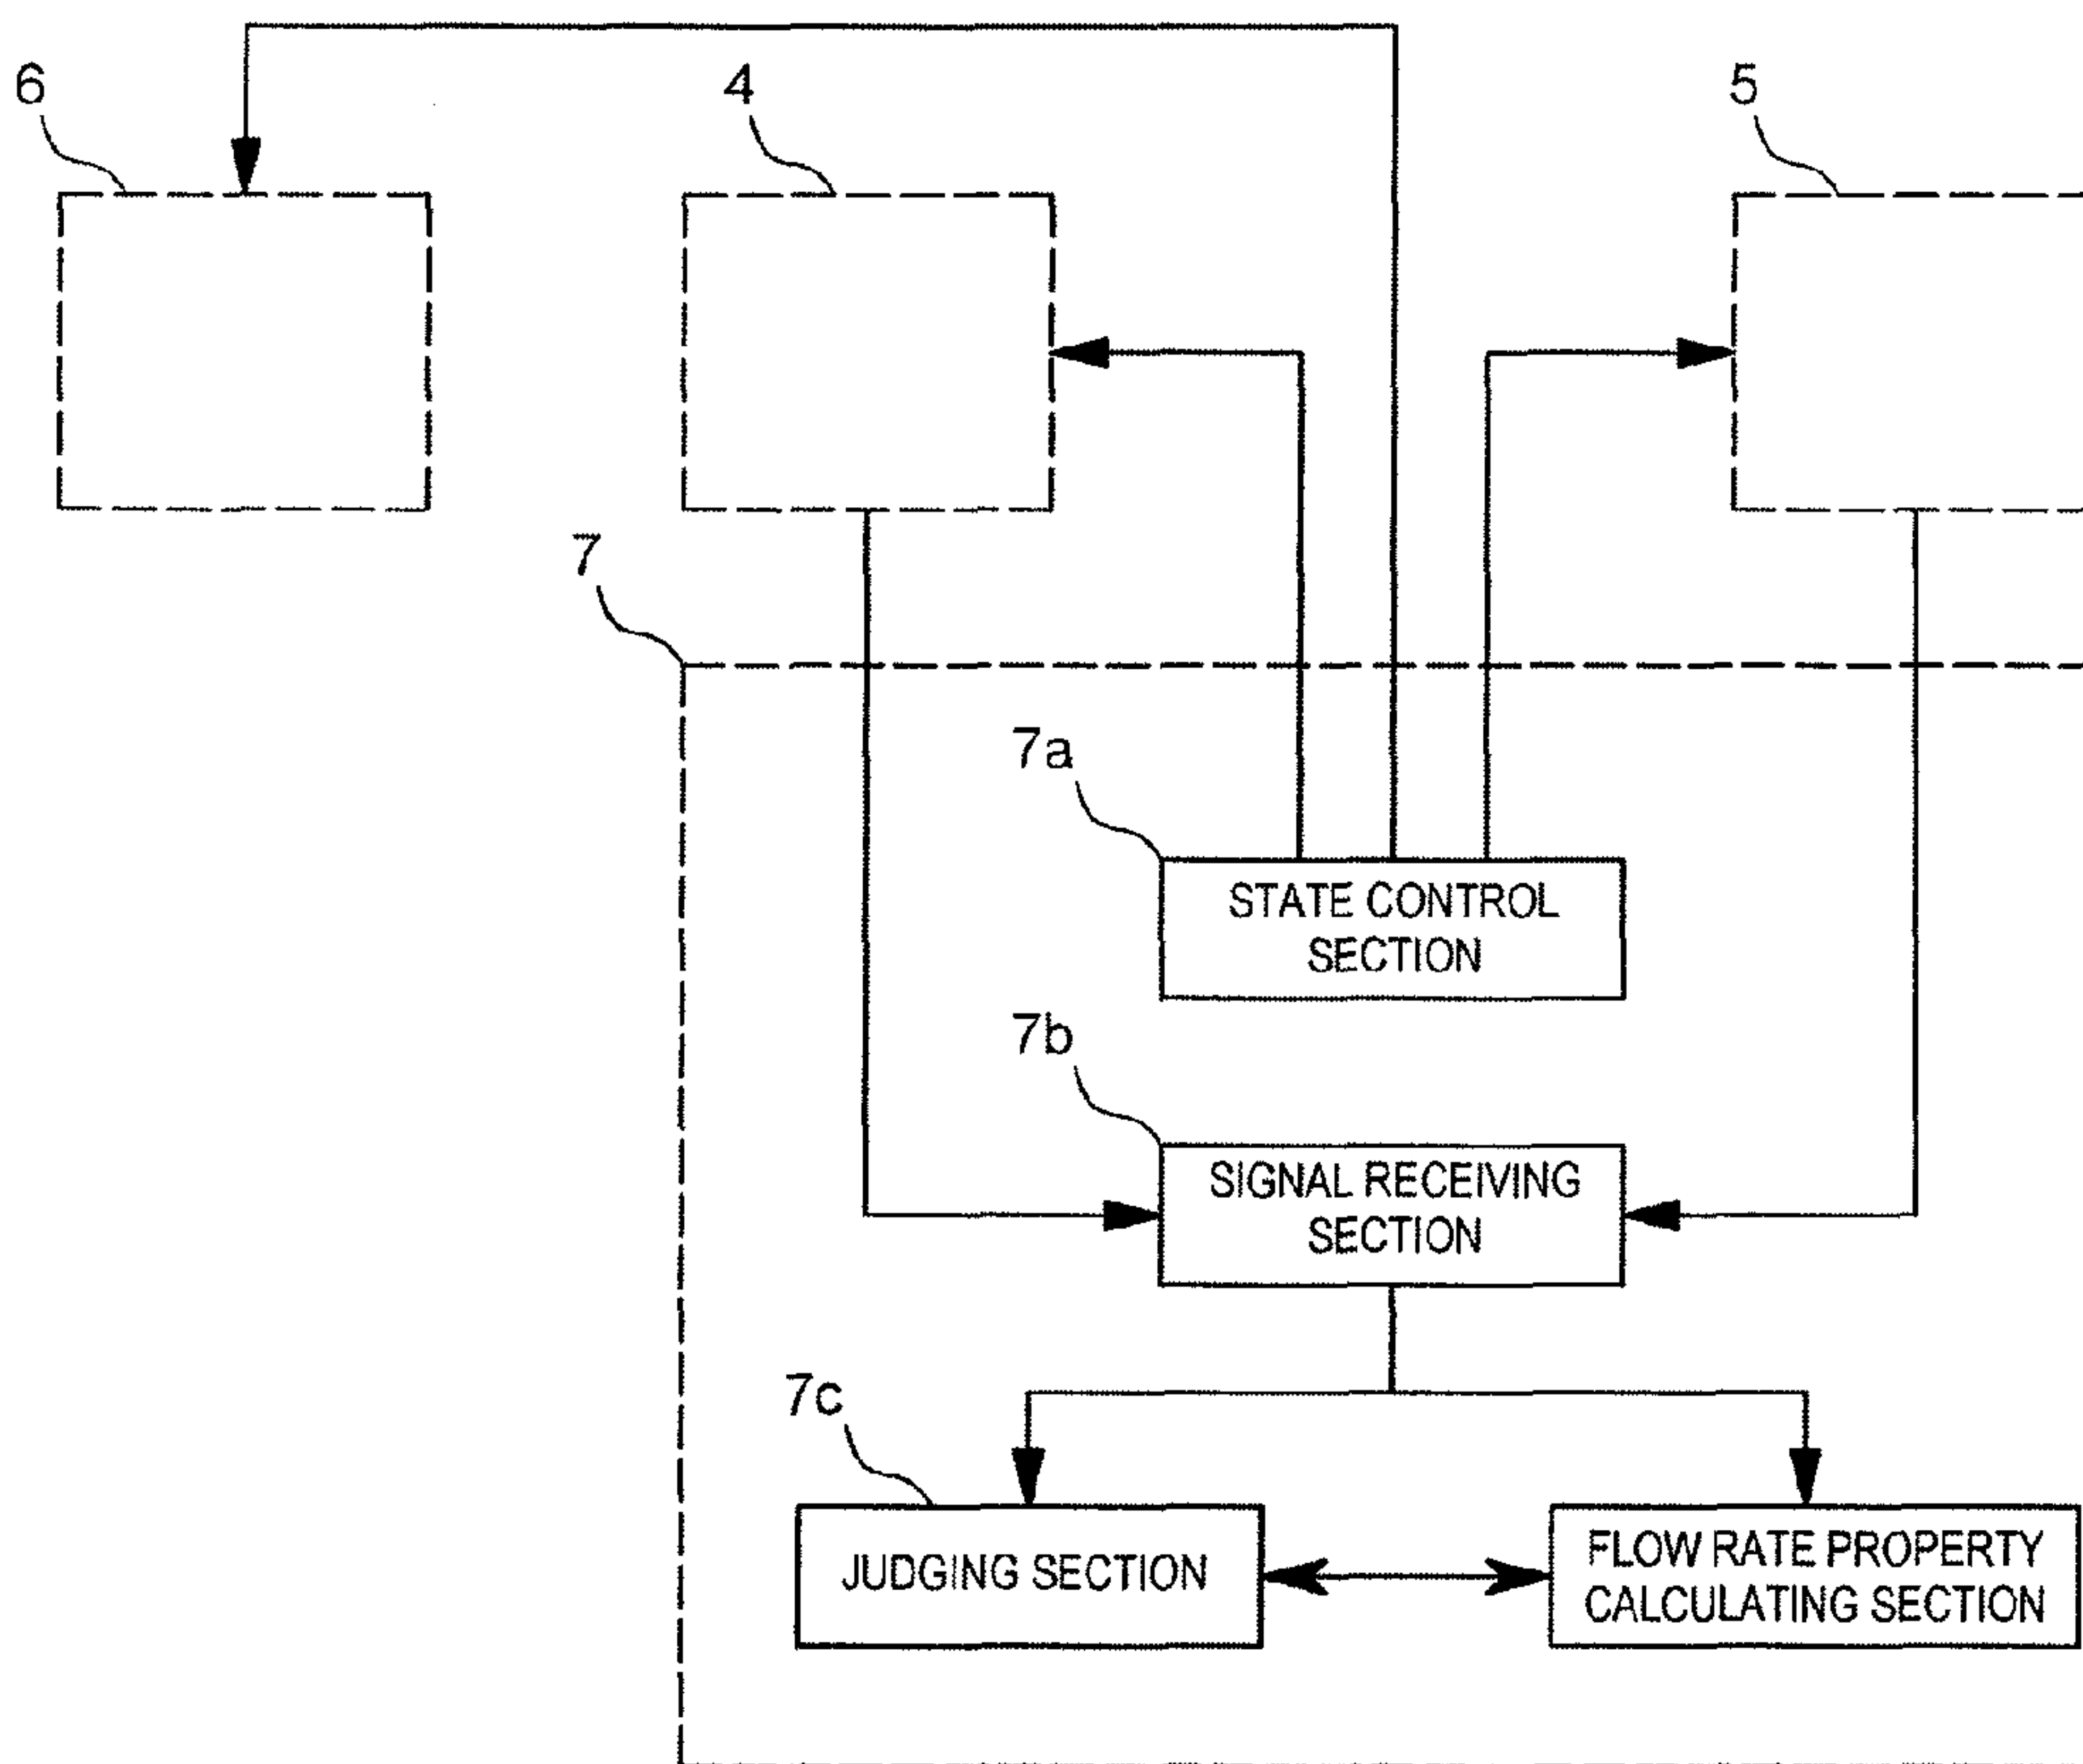 6
4
5
7
7a
STATE CONTROL
SECTION
7b
SIGNAL RECEIVING
SECTION
7c
JUDGING SECTION
FLOW RATE PROPERTY
CALCULATING SECTION